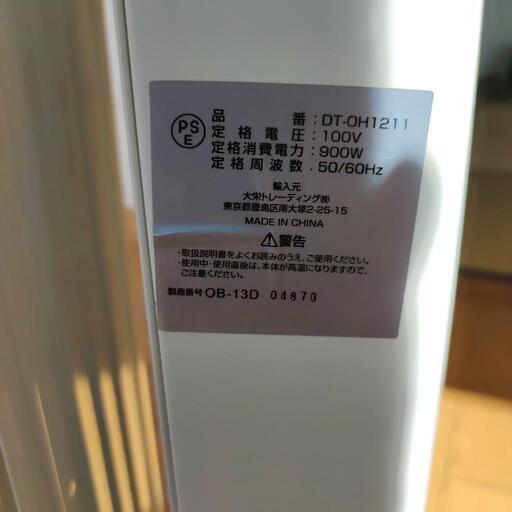 PS
E
品番:DT-OH1211
定格電圧:100V
定格消費電力:900W
定格周波数.50/60Hz
輸入元
大栄トレーディング㈱
東京都豊島区南大塚2-25-15
MADE IN CHINA
⚠警告
・取扱説明書をよくお読みのうえ、ご使用ください。
・使用中・使用直後は、本体が高温になりますので、
ご注意ください。
製造番号 OB-13D 04870